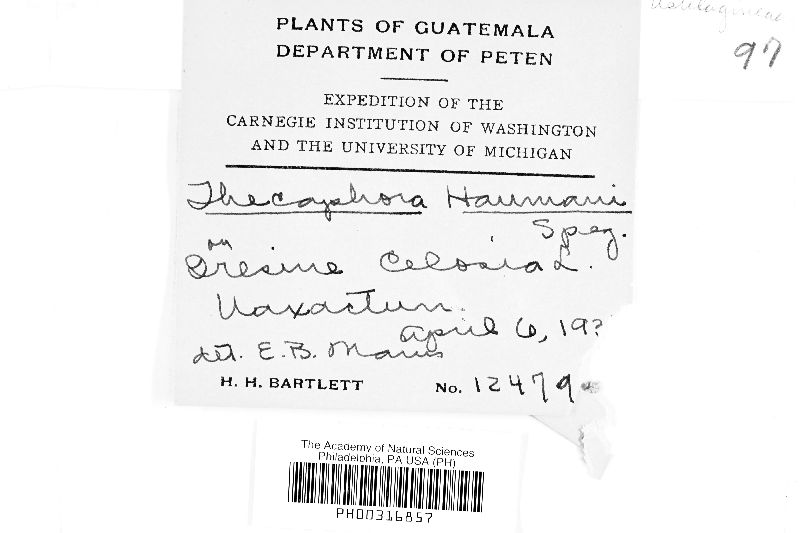 Ustilagineae
97
PLANTS OF GUATEMALA
DEPARTMENT OF PETEN
EXPEDITION OF THE
CARNEGIE INSTITUTION OF WASHINGTON
AND THE UNIVERSITY OF MICHIGAN
Thecaphora Haumani
Speg.
on
Iresine Celosia L.
Uaxactun.
April 6, 193
det. E. B. Mains
H. H. BARTLETT No. 12479
The Academy of Natural Sciences
Philadelphia, PA USA (PH)
PH00316857